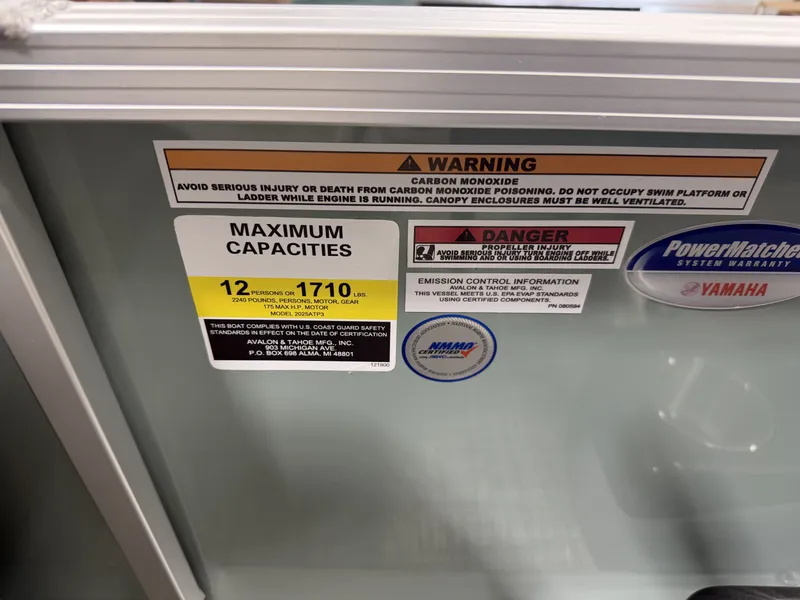 WARNING
CARBON MONOXIDE
AVOID SERIOUS INJURY OR DEATH FROM CARBON MONOXIDE POISONING. DO NOT OCCUPY SWIM PLATFORM OR
LADDER WHILE ENGINE IS RUNNING. CANOPY ENCLOSURES MUST BE WELL VENTILATED.
MAXIMUM
CAPACITIES
12 PERSONS OR 1710 LBS.
2240 POUNDS, PERSONS, MOTOR, GEAR
175 MAX H.P. MOTOR
MODEL 2025ATP3
THIS BOAT COMPLIES WITH U.S. COAST GUARD SAFETY
STANDARDS IN EFFECT ON THE DATE OF CERTIFICATION
AVALON & TAHOE MFG., INC.
903 MICHIGAN AVE.
P.O. BOX 698 ALMA, MI 48801
121900
DANGER
PROPELLER INJURY
AVOID SERIOUS INJURY TURN ENGINE OFF WHILE
SWIMMING AND OR USING BOARDING LADDERS.
EMISSION CONTROL INFORMATION
AVALON & TAHOE MFG, INC.
THIS VESSEL MEETS U.S. EPA EVAP STANDARDS
USING CERTIFIED COMPONENTS.
PN 080594
NMMA
CERTIFIED
PowerMatched
SYSTEM WARRANTY
YAMAHA